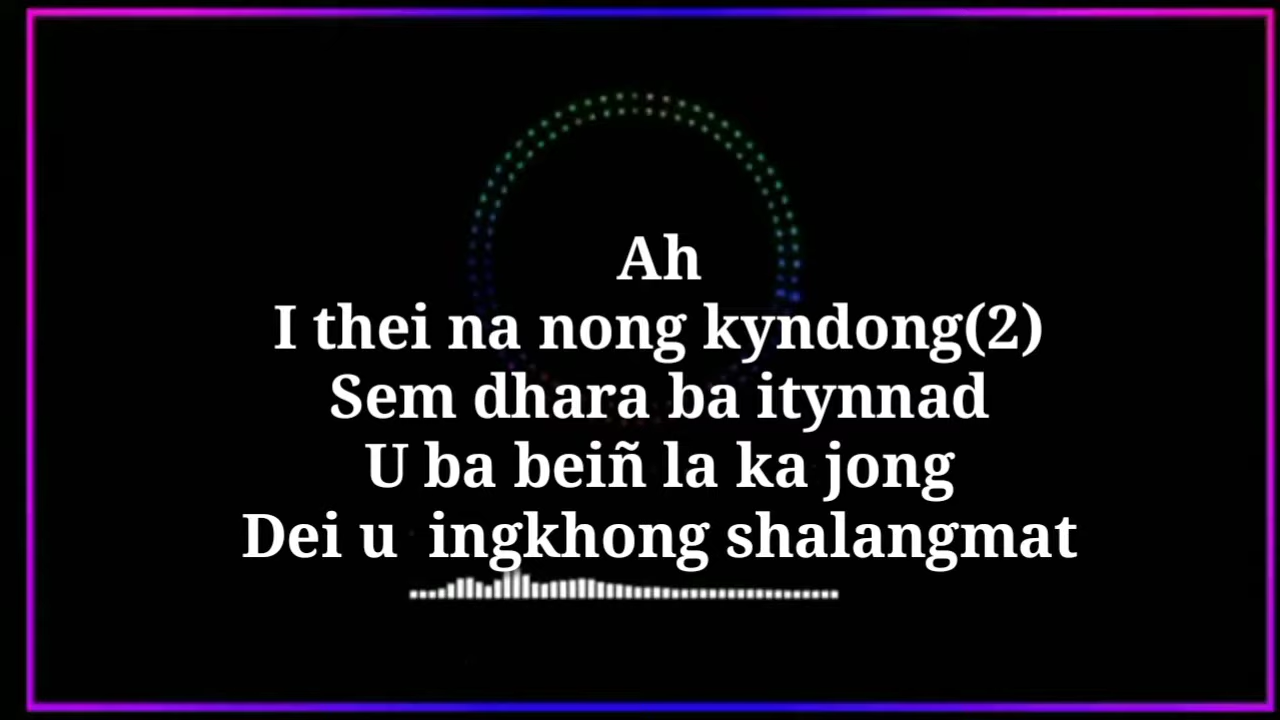 Ah
I thei na nong kyndong(2)
Sem dhara ba itynnad
U ba beiñ la ka jong
Dei u ingkhong shalangmat